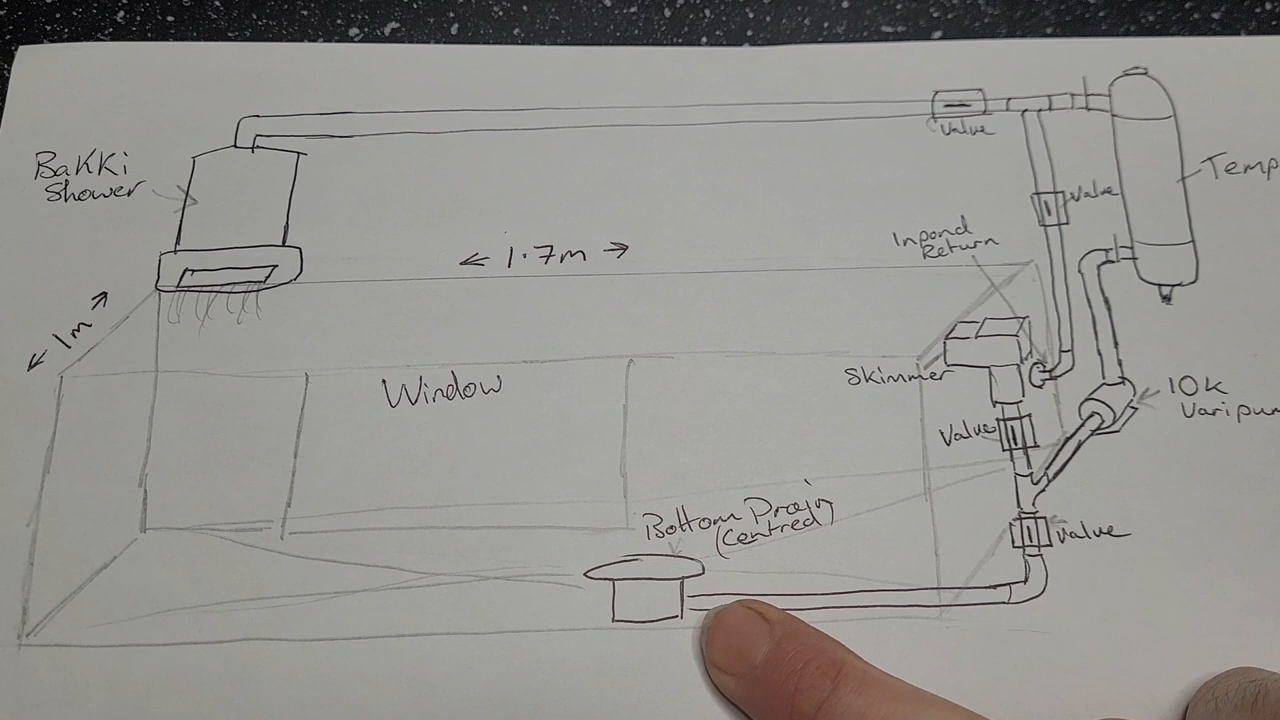 Bakki
Shower
Valve
Valve
Temp
← 1.7m →
Inpond
Return
← 1m →
Window
Skimmer
Valve
10K
Varipum
Bottom Drain
(Centred)
Valve